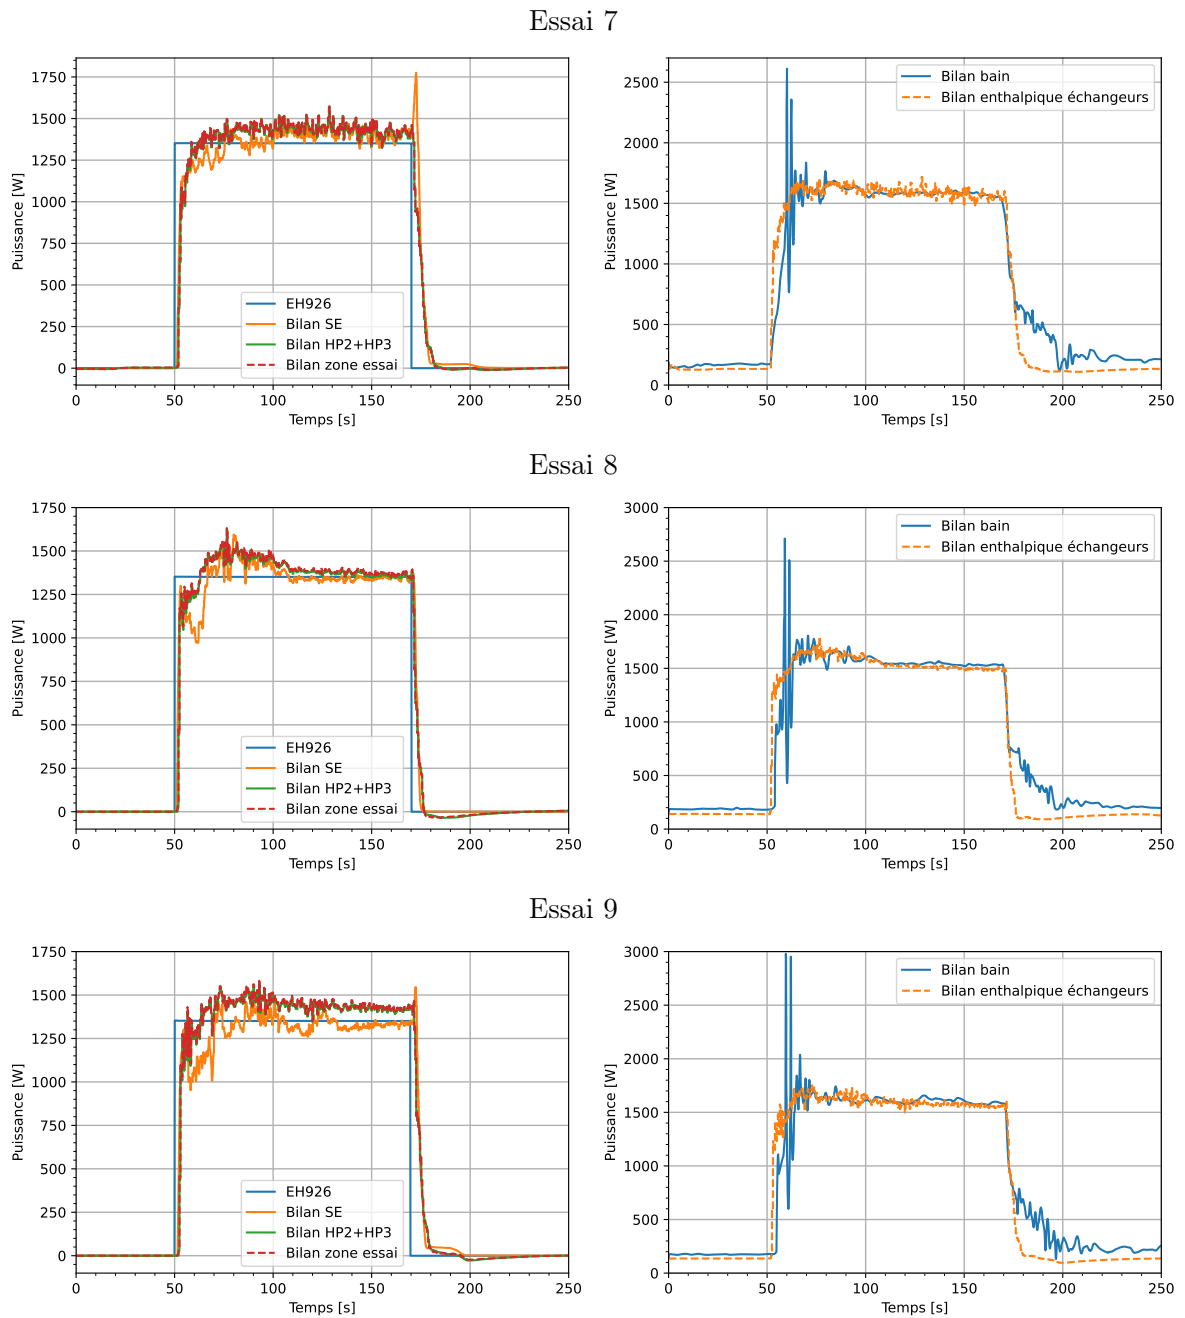 Essai 7
Puissance [W]
1750
1500
1250
1000
750
500
250
0
EH926
Bilan SE
Bilan HP2+HP3
Bilan zone essai
0 50 100 150 200 250
Temps [s]
Puissance [W]
2500
2000
1500
1000
500
0
Bilan bain
Bilan enthalpique échangeurs
0 50 100 150 200 250
Temps [s]
Essai 8
Puissance [W]
1750
1500
1250
1000
750
500
250
0
EH926
Bilan SE
Bilan HP2+HP3
Bilan zone essai
0 50 100 150 200 250
Temps [s]
Puissance [W]
3000
2500
2000
1500
1000
500
0
Bilan bain
Bilan enthalpique échangeurs
0 50 100 150 200 250
Temps [s]
Essai 9
Puissance [W]
1750
1500
1250
1000
750
500
250
0
EH926
Bilan SE
Bilan HP2+HP3
Bilan zone essai
0 50 100 150 200 250
Temps [s]
Puissance [W]
3000
2500
2000
1500
1000
500
0
Bilan bain
Bilan enthalpique échangeurs
0 50 100 150 200 250
Temps [s]